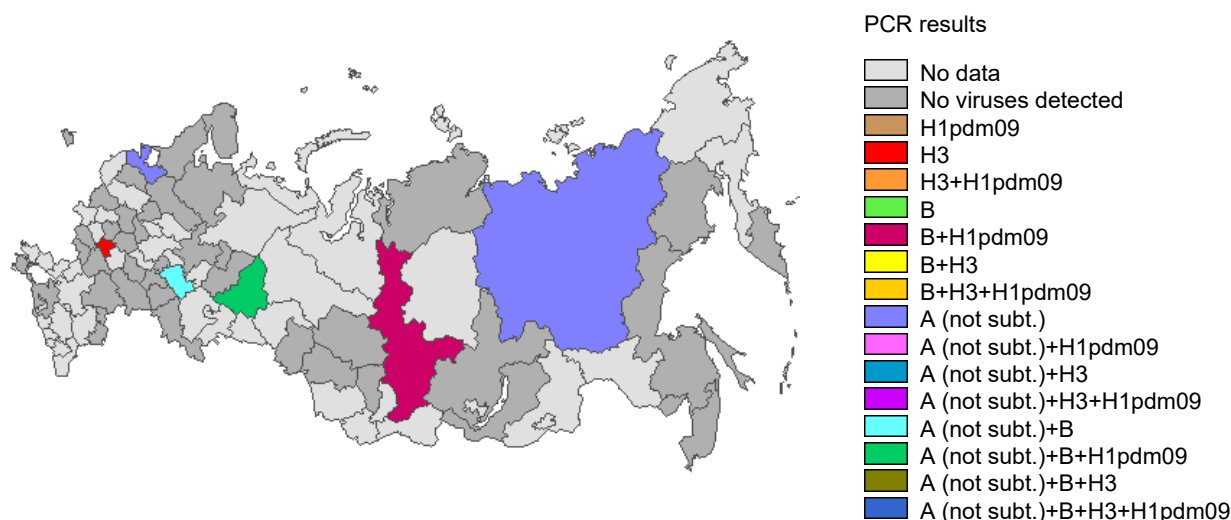 PCR results
No data
No viruses detected
H1pdm09
H3
H3+H1pdm09
B
B+H1pdm09
B+H3
B+H3+H1pdm09
A (not subt.)
A (not subt.)+H1pdm09
A (not subt.)+H3
A (not subt.)+H3+H1pdm09
A (not subt.)+B
A (not subt.)+B+H1pdm09
A (not subt.)+B+H3
A (not subt.)+B+H3+H1pdm09